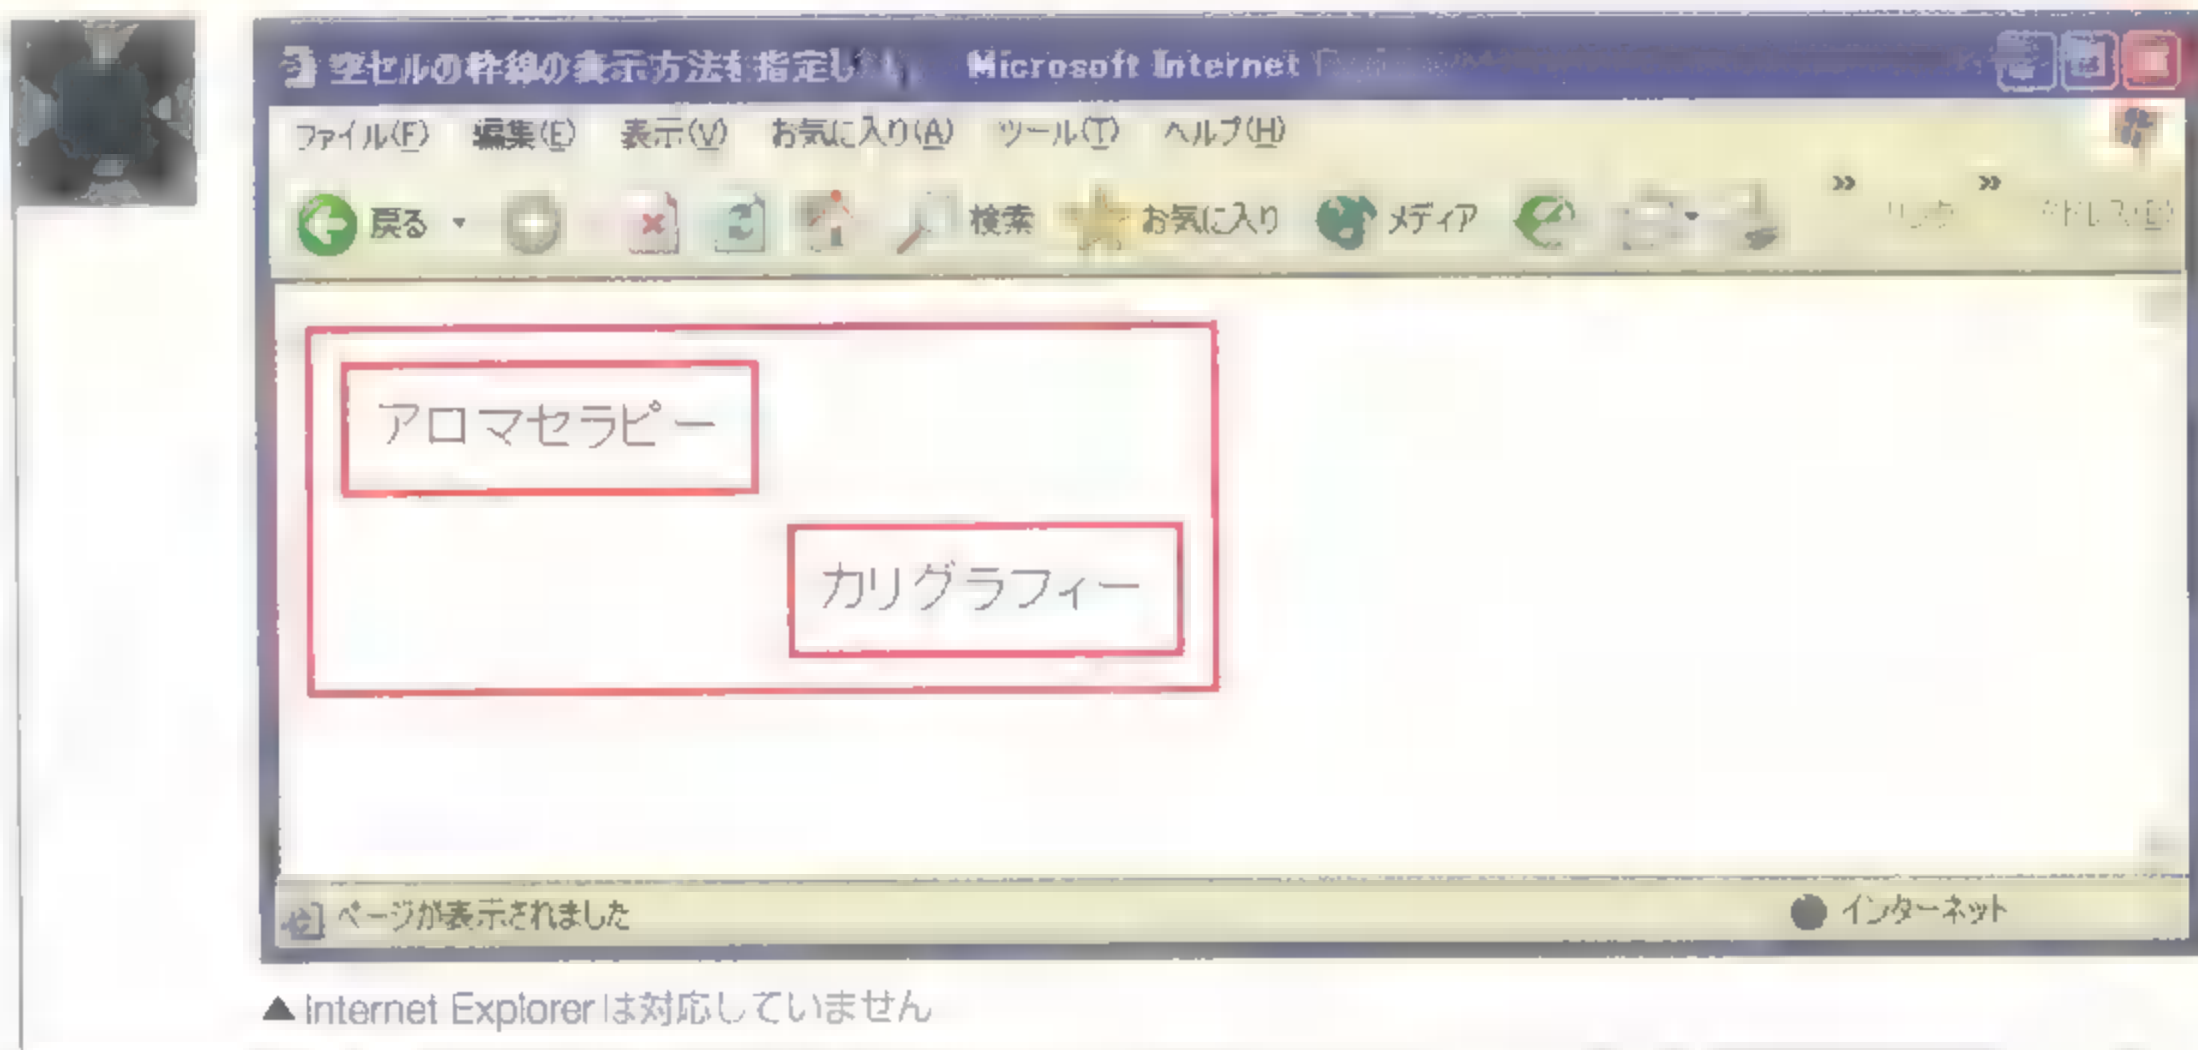 空セルの枠線の表示方法を指定し Microsoft Internet
ファイル(F) 編集(E) 表示(V) お気に入り(A) ツール(T) ヘルプ(H)
戻る 検索 お気に入り メディア » »
アロマセラピー
カリグラフィー
ページが表示されました インターネット
▲Internet Explorerは対応していません